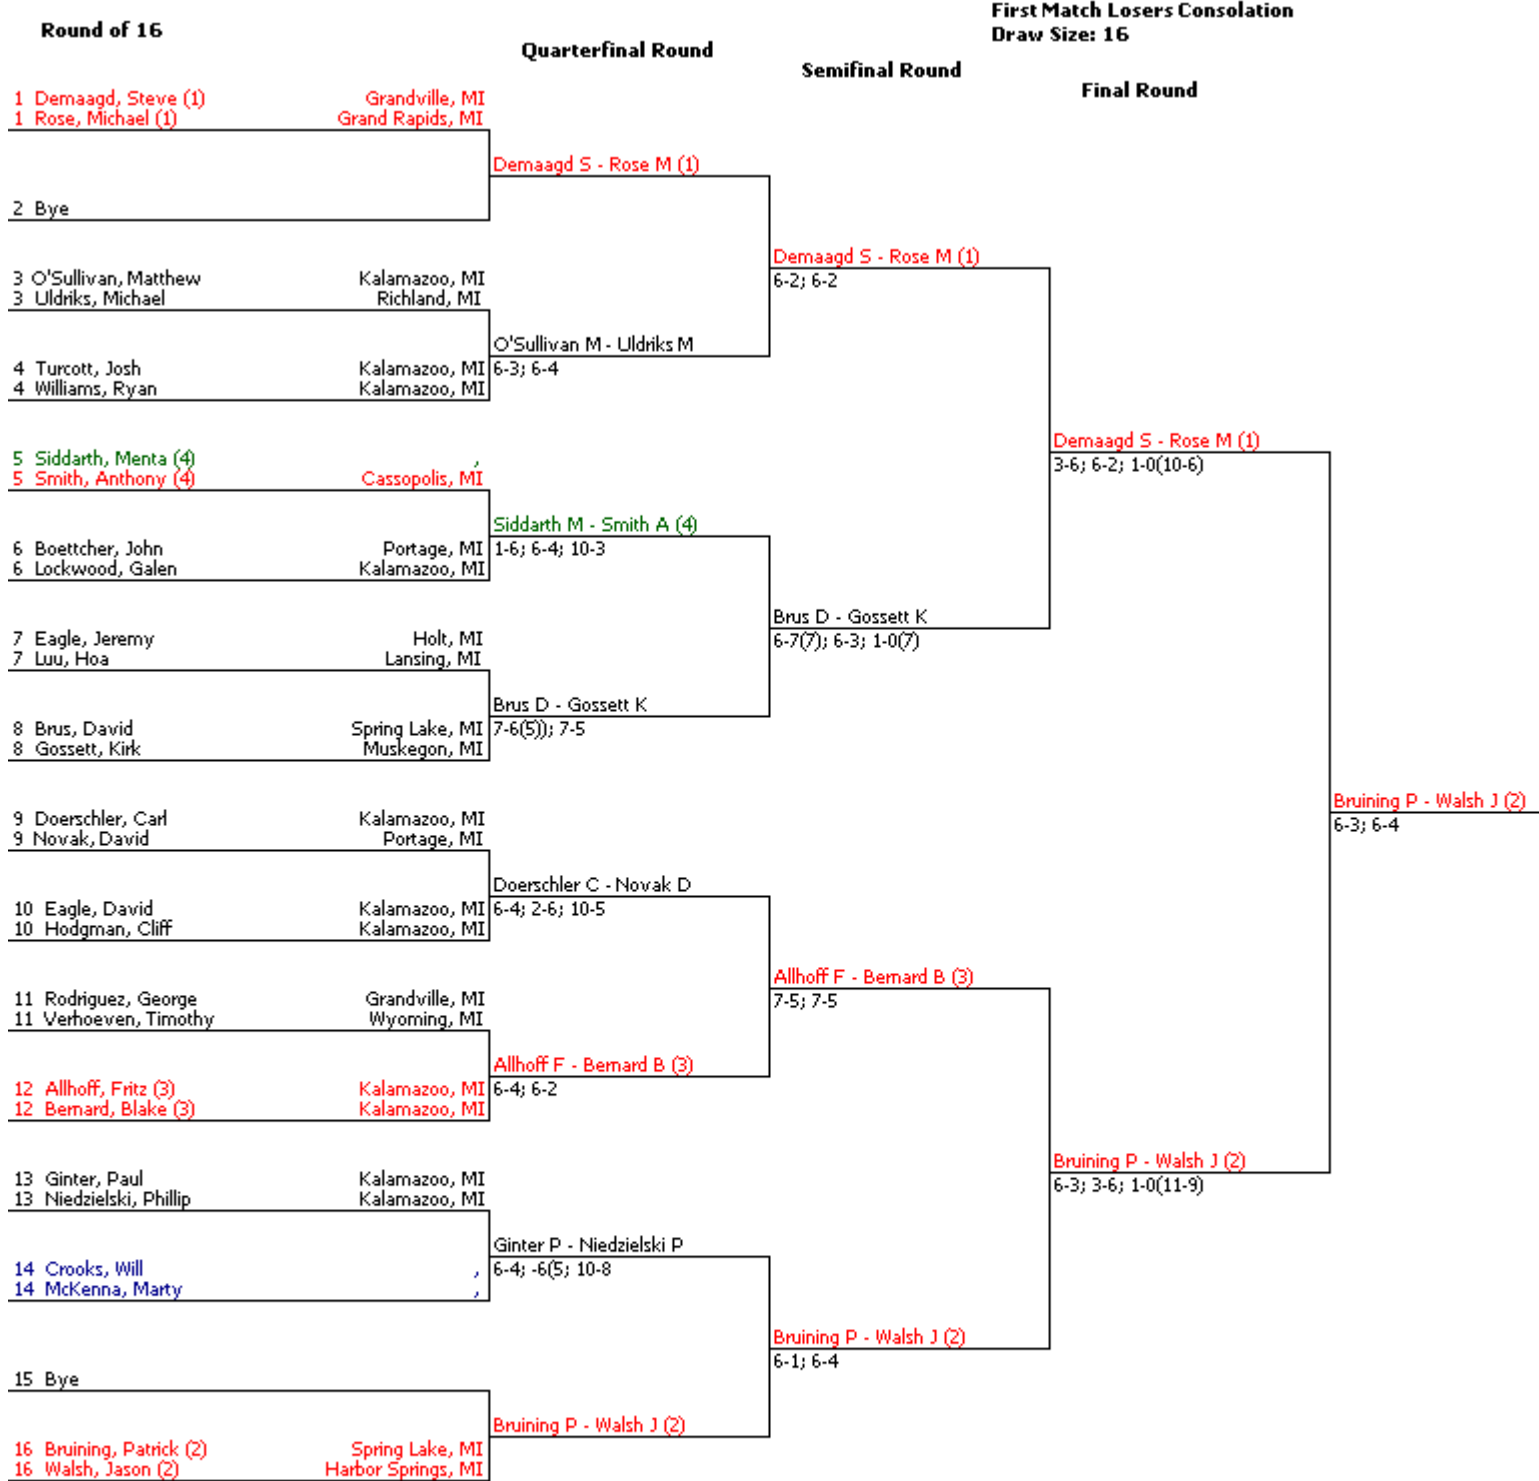 First Match Losers Consolation
Draw Size: 16
Round of 16
Quarterfinal Round
Semifinal Round
Final Round
1 Demaagd, Steve (1) Grandville, MI
1 Rose, Michael (1) Grand Rapids, MI
Demaagd S - Rose M (1)
2 Bye
Demaagd S - Rose M (1)
6-2; 6-2
3 O'Sullivan, Matthew Kalamazoo, MI
3 Uldriks, Michael Richland, MI
O'Sullivan M - Uldriks M
6-3; 6-4
4 Turcott, Josh Kalamazoo, MI
4 Williams, Ryan Kalamazoo, MI
Demaagd S - Rose M (1)
3-6; 6-2; 1-0(10-6)
5 Siddarth, Menta (4) ,
5 Smith, Anthony (4) Cassopolis, MI
Siddarth M - Smith A (4)
1-6; 6-4; 10-3
6 Boettcher, John Portage, MI
6 Lockwood, Galen Kalamazoo, MI
Brus D - Gossett K
6-7(7); 6-3; 1-0(7)
7 Eagle, Jeremy Holt, MI
7 Luu, Hoa Lansing, MI
Brus D - Gossett K
7-6(5)); 7-5
8 Brus, David Spring Lake, MI
8 Gossett, Kirk Muskegon, MI
Bruining P - Walsh J (2)
6-3; 6-4
9 Doerschler, Carl Kalamazoo, MI
9 Novak, David Portage, MI
Doerschler C - Novak D
6-4; 2-6; 10-5
10 Eagle, David Kalamazoo, MI
10 Hodgman, Cliff Kalamazoo, MI
Allhoff F - Bernard B (3)
7-5; 7-5
11 Rodriguez, George Grandville, MI
11 Verhoeven, Timothy Wyoming, MI
Allhoff F - Bernard B (3)
6-4; 6-2
12 Allhoff, Fritz (3) Kalamazoo, MI
12 Bernard, Blake (3) Kalamazoo, MI
Bruining P - Walsh J (2)
6-3; 3-6; 1-0(11-9)
13 Ginter, Paul Kalamazoo, MI
13 Niedzielski, Phillip Kalamazoo, MI
Ginter P - Niedzielski P
6-4; -6(5; 10-8
14 Crooks, Will ,
14 McKenna, Marty ,
Bruining P - Walsh J (2)
6-1; 6-4
15 Bye
Bruining P - Walsh J (2)
16 Bruining, Patrick (2) Spring Lake, MI
16 Walsh, Jason (2) Harbor Springs, MI